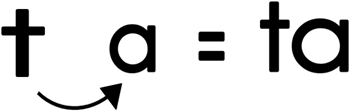 t a = ta